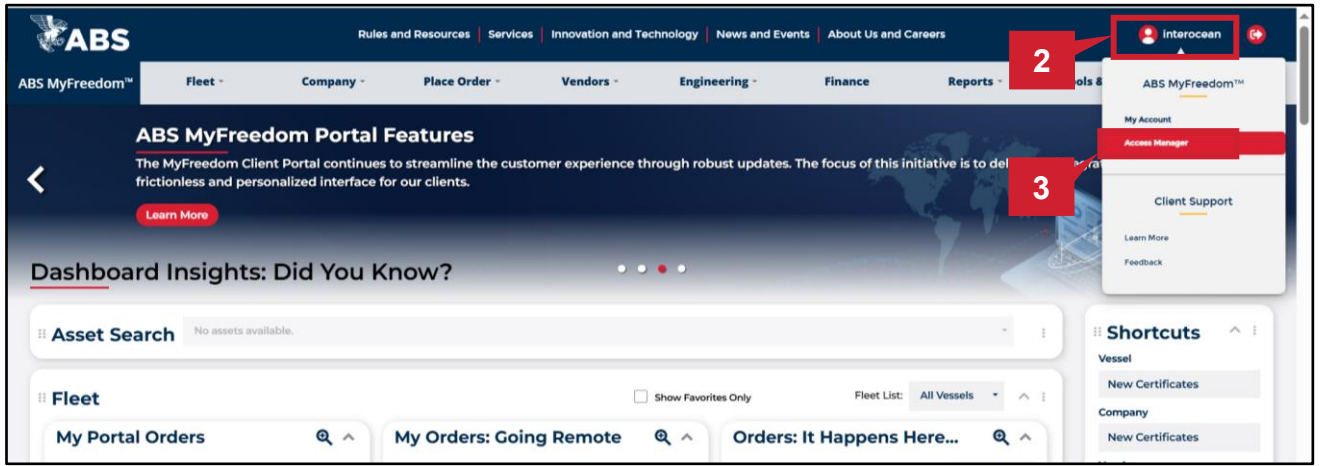 ABS
Rules and Resources Services Innovation and Technology News and Events About Us and Careers
interocean
2
ABS MyFreedom™ Fleet Company Place Order Vendors Engineering Finance Reports
ABS MyFreedom™
My Account
Access Manager
3
Client Support
Learn More
Feedback
ABS MyFreedom Portal Features
The MyFreedom Client Portal continues to streamline the customer experience through robust updates. The focus of this initiative is to
frictionless and personalized interface for our clients.
Learn More
Dashboard Insights: Did You Know?
Asset Search No assets available.
Shortcuts
Vessel
New Certificates
Company
New Certificates
Fleet Show Favorites Only Fleet List: All Vessels
My Portal Orders My Orders: Going Remote Orders: It Happens Here...